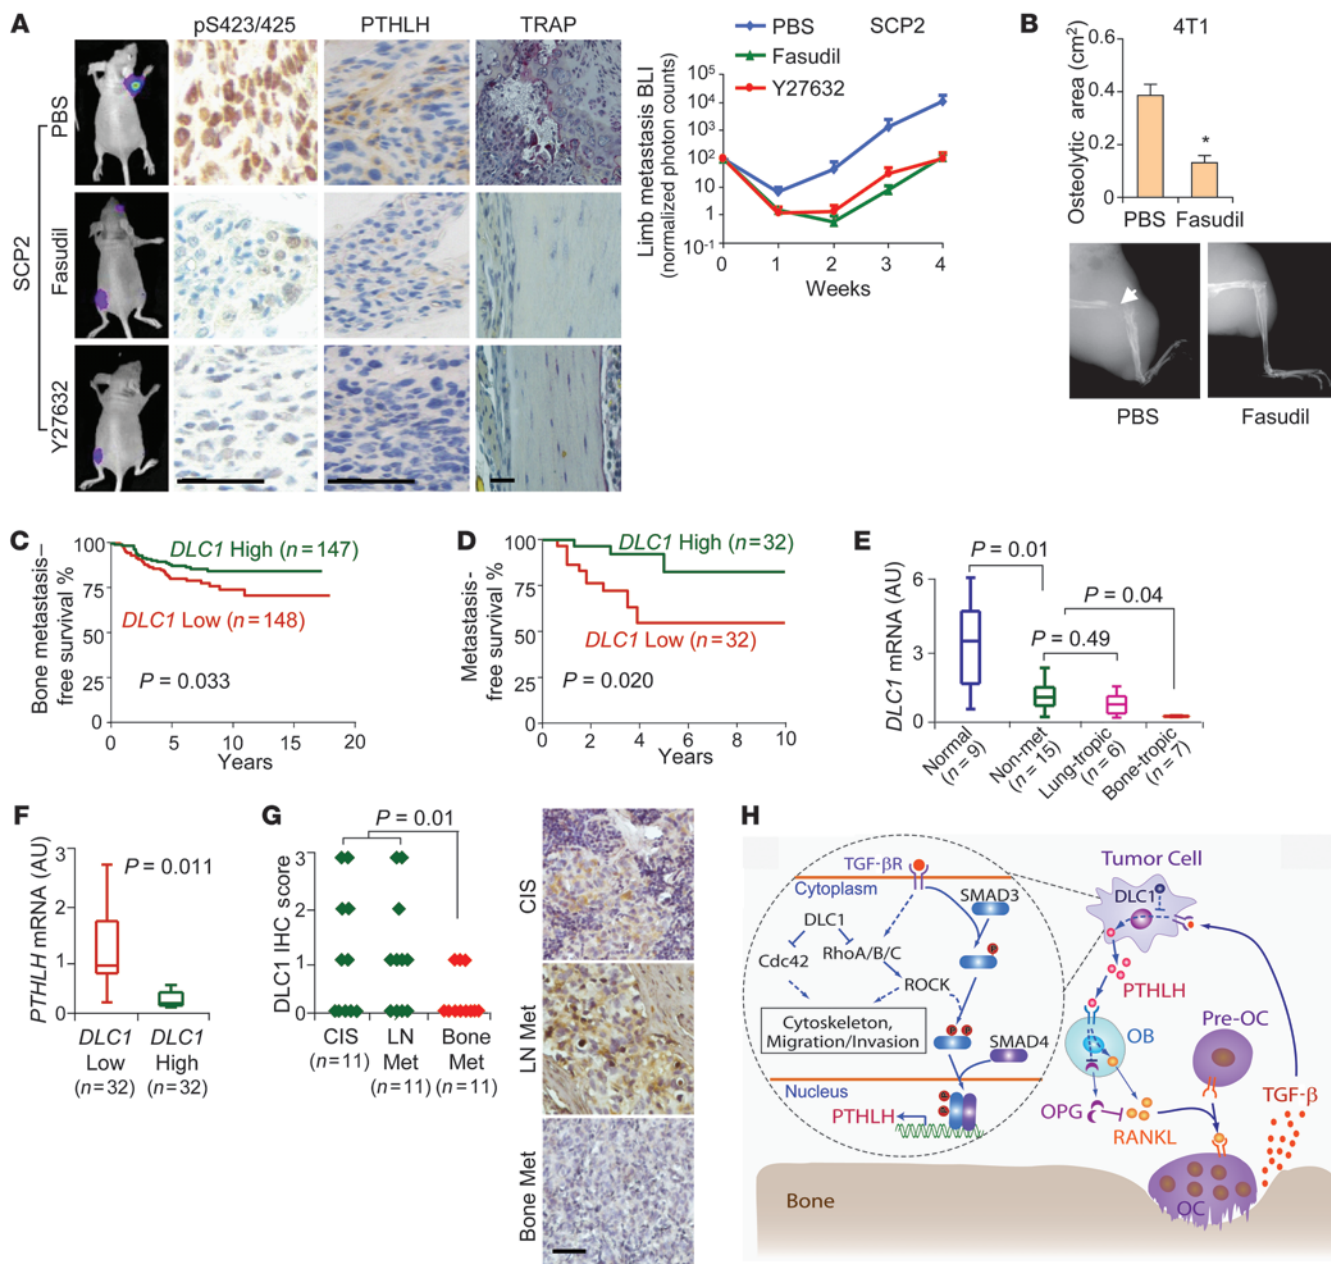 A
pS423/425
PTHLH
TRAP
SCP2
PBS
Fasudil
Y27632
PBS
Fasudil
Y27632
SCP2
Limb metastasis BLI
(normalized photon counts)
10^5
10^4
10^3
10^2
10
1
10^-1
0 1 2 3 4
Weeks
B
4T1
Osteolytic area (cm²)
0.6
0.4
0.2
0
*
PBS Fasudil
PBS
Fasudil
C
Bone metastasis–
free survival %
100
75
50
25
0
DLC1 High (n=147)
DLC1 Low (n=148)
P = 0.033
0 5 10 15 20
Years
D
Metastasis-
free survival %
100
75
50
25
0
DLC1 High (n=32)
DLC1 Low (n=32)
P = 0.020
0 2 4 6 8 10
Years
E
DLC1 mRNA (AU)
6
3
0
P = 0.01
P = 0.04
P = 0.49
Normal
(n = 9)
Non-met
(n = 15)
Lung-tropic
(n = 6)
Bone-tropic
(n = 7)
F
PTHLH mRNA (AU)
3
2
1
0
P = 0.011
DLC1
Low
(n=32)
DLC1
High
(n=32)
G
P = 0.01
DLC1 IHC score
3
2
1
0
CIS
(n=11)
LN
Met
(n=11)
Bone
Met
(n=11)
CIS
LN Met
Bone Met
H
TGF-βR
Cytoplasm
SMAD3
DLC1
Cdc42
RhoA/B/C
P
ROCK
Cytoskeleton,
Migration/Invasion
P P
SMAD4
Nucleus
P
P
PTHLH
Tumor Cell
DLC1
PTHLH
OB
Pre-OC
OPG
RANKL
TGF-β
OC
Bone